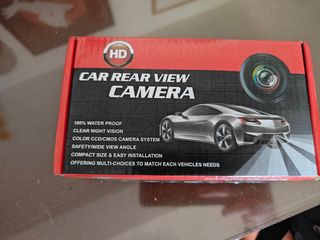 HD
CAR REAR VIEW
CAMERA
100% WATER PROOF
CLEAR NIGHT VISION
COLOR CCD/CMOS CAMERA SYSTEM
SAFETY/WIDE VIEW ANGLE
COMPACT SIZE & EASY INSTALLATION
OFFERING MULTI-CHOICES TO MATCH EACH VEHICLES NEEDS